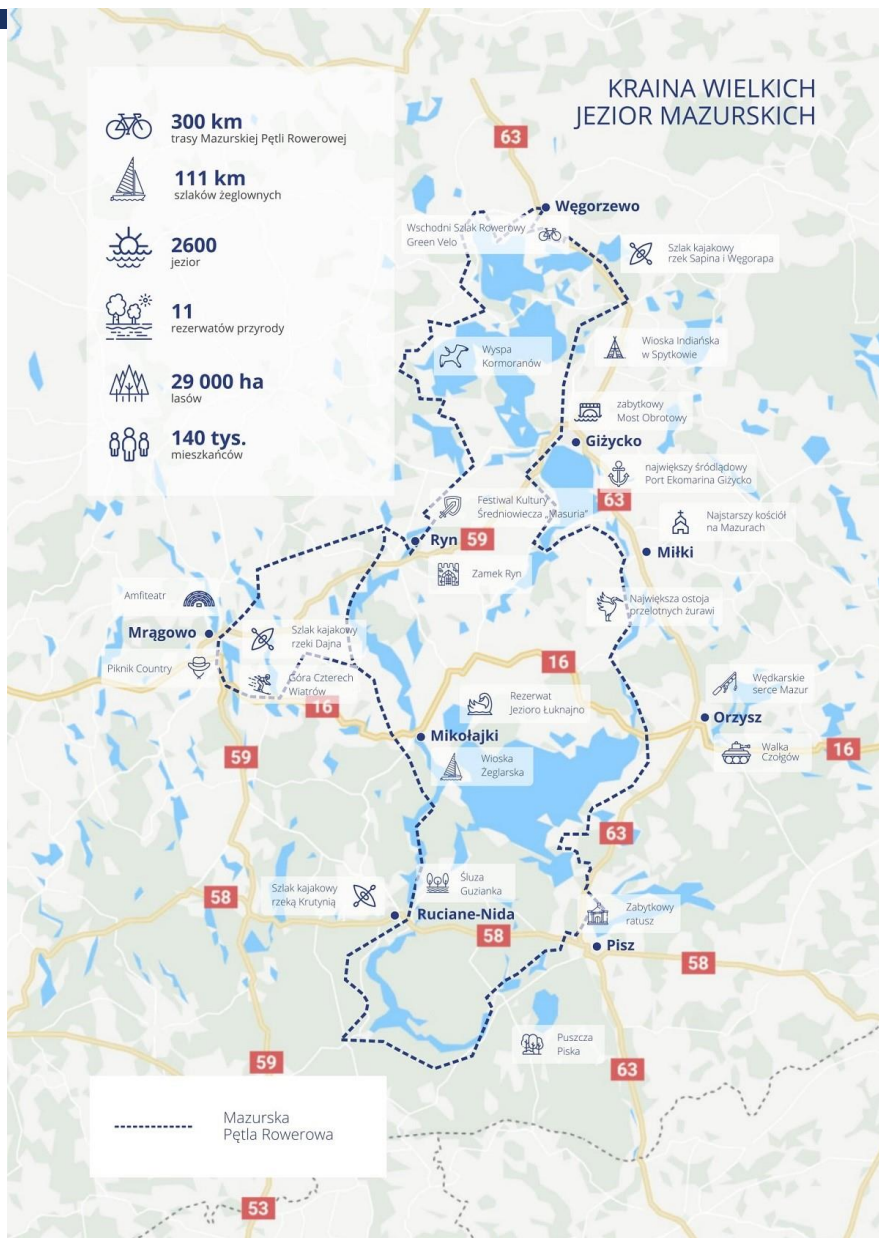 KRAINA WIELKICH
JEZIOR MAZURSKICH
300 km
trasy Mazurskiej Pętli Rowerowej
111 km
szlaków żeglownych
2600
jezior
11
rezerwatów przyrody
29 000 ha
lasów
140 tys.
mieszkańców
63
Węgorzewo
Wschodni Szlak Rowerowy
Green Velo
Szlak kajakowy
rzek Sapina i Węgorapa
Wyspa
Kormoranów
Wioska Indiańska
w Spytkowie
zabytkowy
Most Obrotowy
Giżycko
największy śródlądowy
Port Ekomarina Giżycko
63
Festiwal Kultury
Średniowiecza „Masuria"
Najstarszy kościół
na Mazurach
Ryn
59
Miłki
Zamek Ryn
Amfiteatr
Największa ostoja
przelotnych żurawi
Mrągowo
Szlak kajakowy
rzeki Dajna
Piknik Country
Góra Czterech
Wiatrów
16
16
Wędkarskie
serce Mazur
Rezerwat
Jezioro Łuknajno
Orzysz
Mikołajki
Walka
Czołgów
16
59
Wioska
Żeglarska
63
Śluza
Guzianka
58
Szlak kajakowy
rzeką Krutynią
Ruciane-Nida
Zabytkowy
ratusz
58
Pisz
58
Puszcza
Piska
59
63
Mazurska
Pętla Rowerowa
53